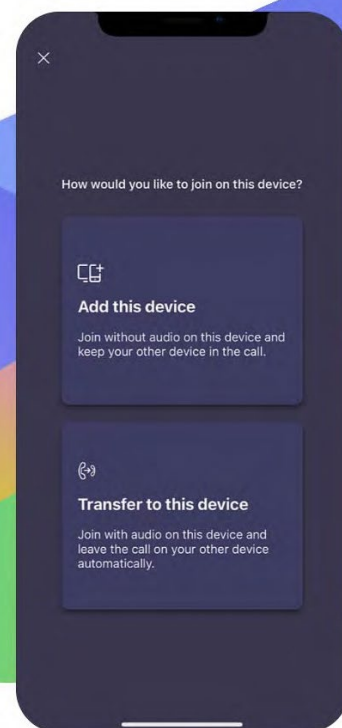 How would you like to join on this device?
Add this device
Join without audio on this device and
keep your other device in the call.
Transfer to this device
Join with audio on this device and
leave the call on your other device
automatically.